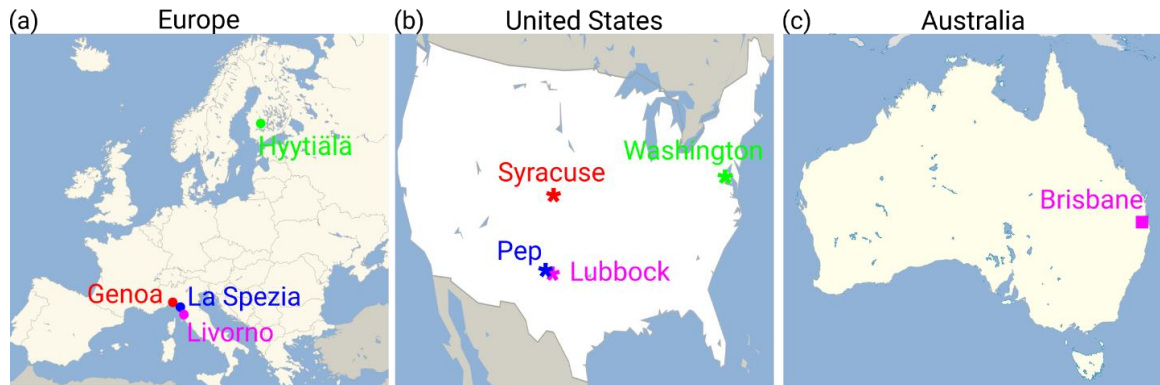 (a) Europe
Hyytiälä
Genoa
La Spezia
Livorno
(b) United States
Washington
Syracuse
Pep
Lubbock
(c) Australia
Brisbane